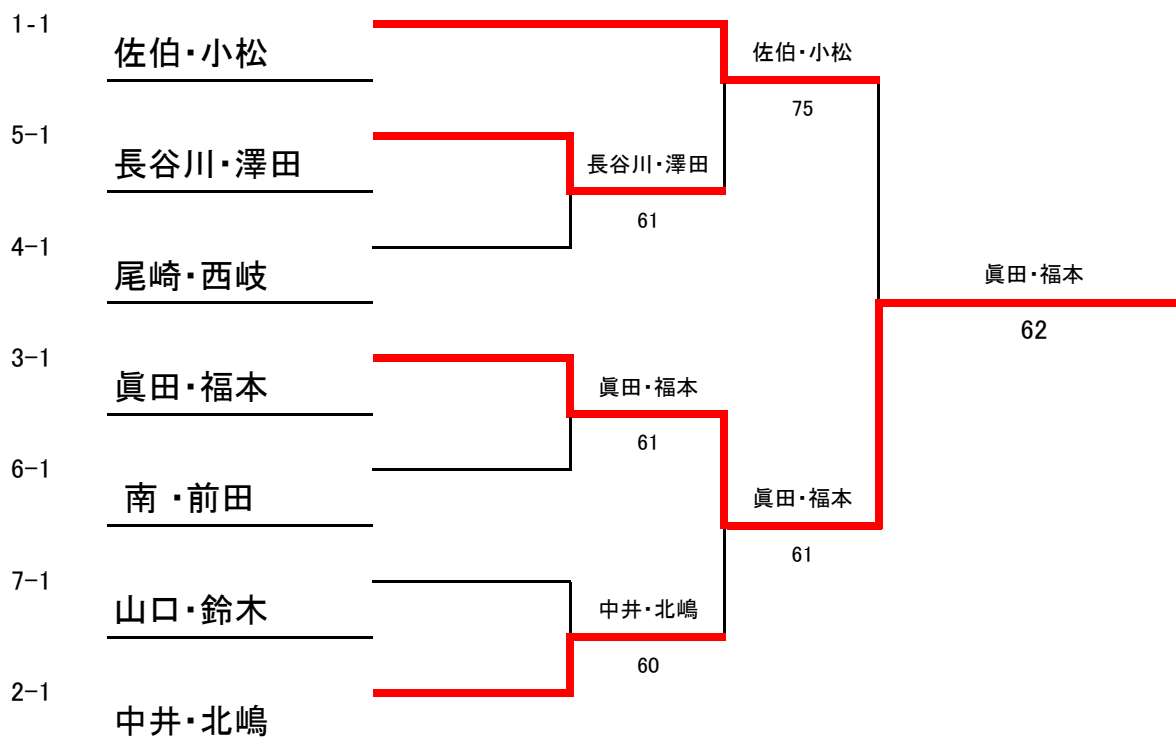 1-1
佐伯・小松
佐伯・小松
75
5-1
長谷川・澤田
長谷川・澤田
61
4-1
尾崎・西岐
眞田・福本
62
3-1
眞田・福本
眞田・福本
61
6-1
南 ・前田
眞田・福本
61
7-1
山口・鈴木
中井・北嶋
60
2-1
中井・北嶋